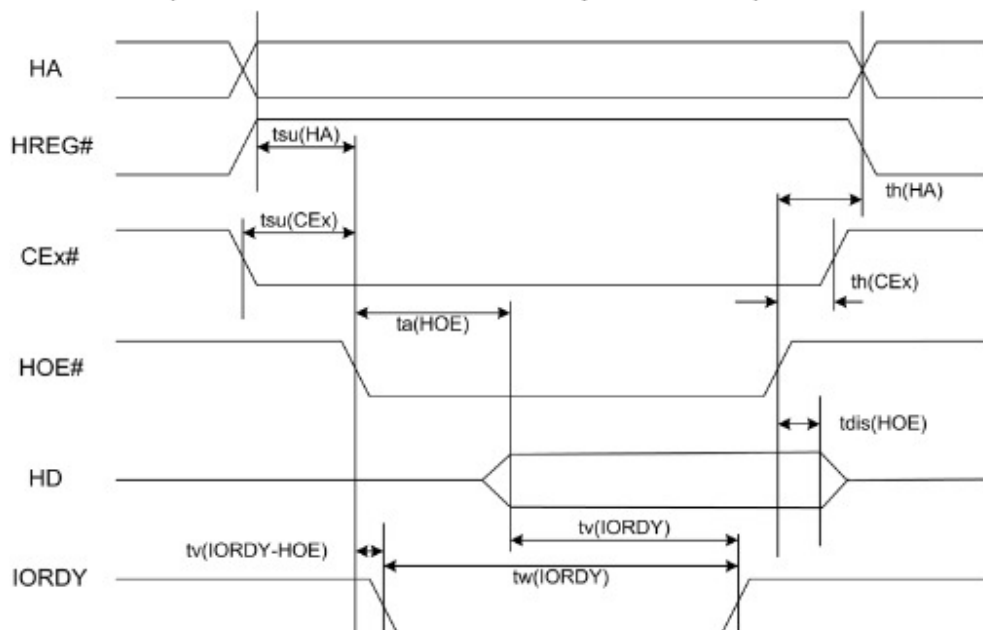 HA
HREG#
tsu(HA)
th(HA)
tsu(CEx)
CEx#
th(CEx)
ta(HOE)
HOE#
tdis(HOE)
HD
tv(IORDY)
tv(IORDY-HOE)
IORDY
tw(IORDY)